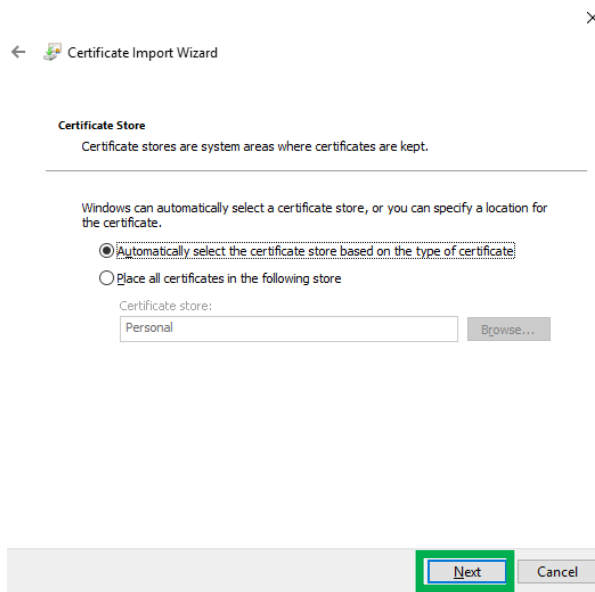 Certificate Import Wizard
Certificate Store
Certificate stores are system areas where certificates are kept.
Windows can automatically select a certificate store, or you can specify a location for
the certificate.
Automatically select the certificate store based on the type of certificate
Place all certificates in the following store
Certificate store:
Personal
Browse...
Next
Cancel